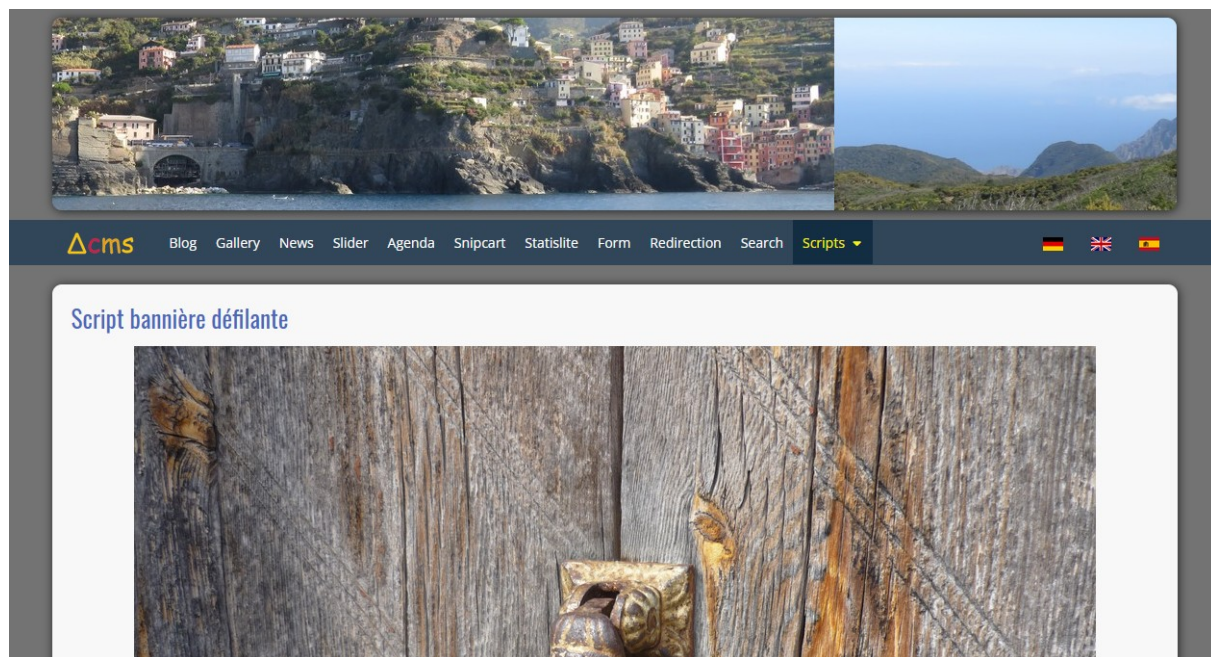 Δcms Blog Gallery News Slider Agenda Snipcart Statislite Form Redirection Search Scripts
Script bannière défilante